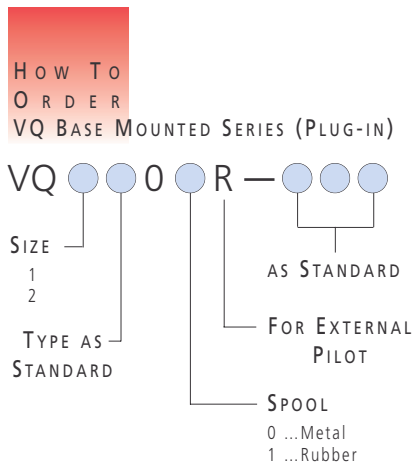 HOW TO
ORDER
VQ BASE MOUNTED SERIES (PLUG-IN)
VQ 0 R —
SIZE
1
2
AS STANDARD
TYPE AS
STANDARD
FOR EXTERNAL
PILOT
SPOOL
0 ...Metal
1 ...Rubber